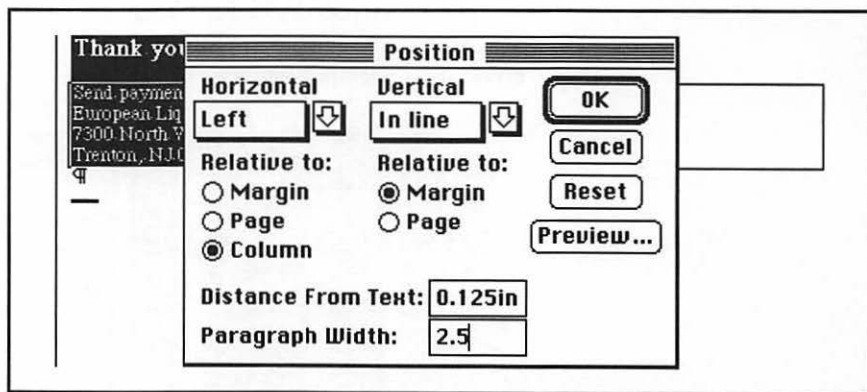 Thank you
Send payment
European Liq
7300 North
Trenton, NJ
¶
Position
Horizontal
Vertical
Left
In line
Relative to:
Relative to:
Margin
Margin
Page
Page
Column
Distance From Text: 0.125in
Paragraph Width: 2.5
OK
Cancel
Reset
Preview...